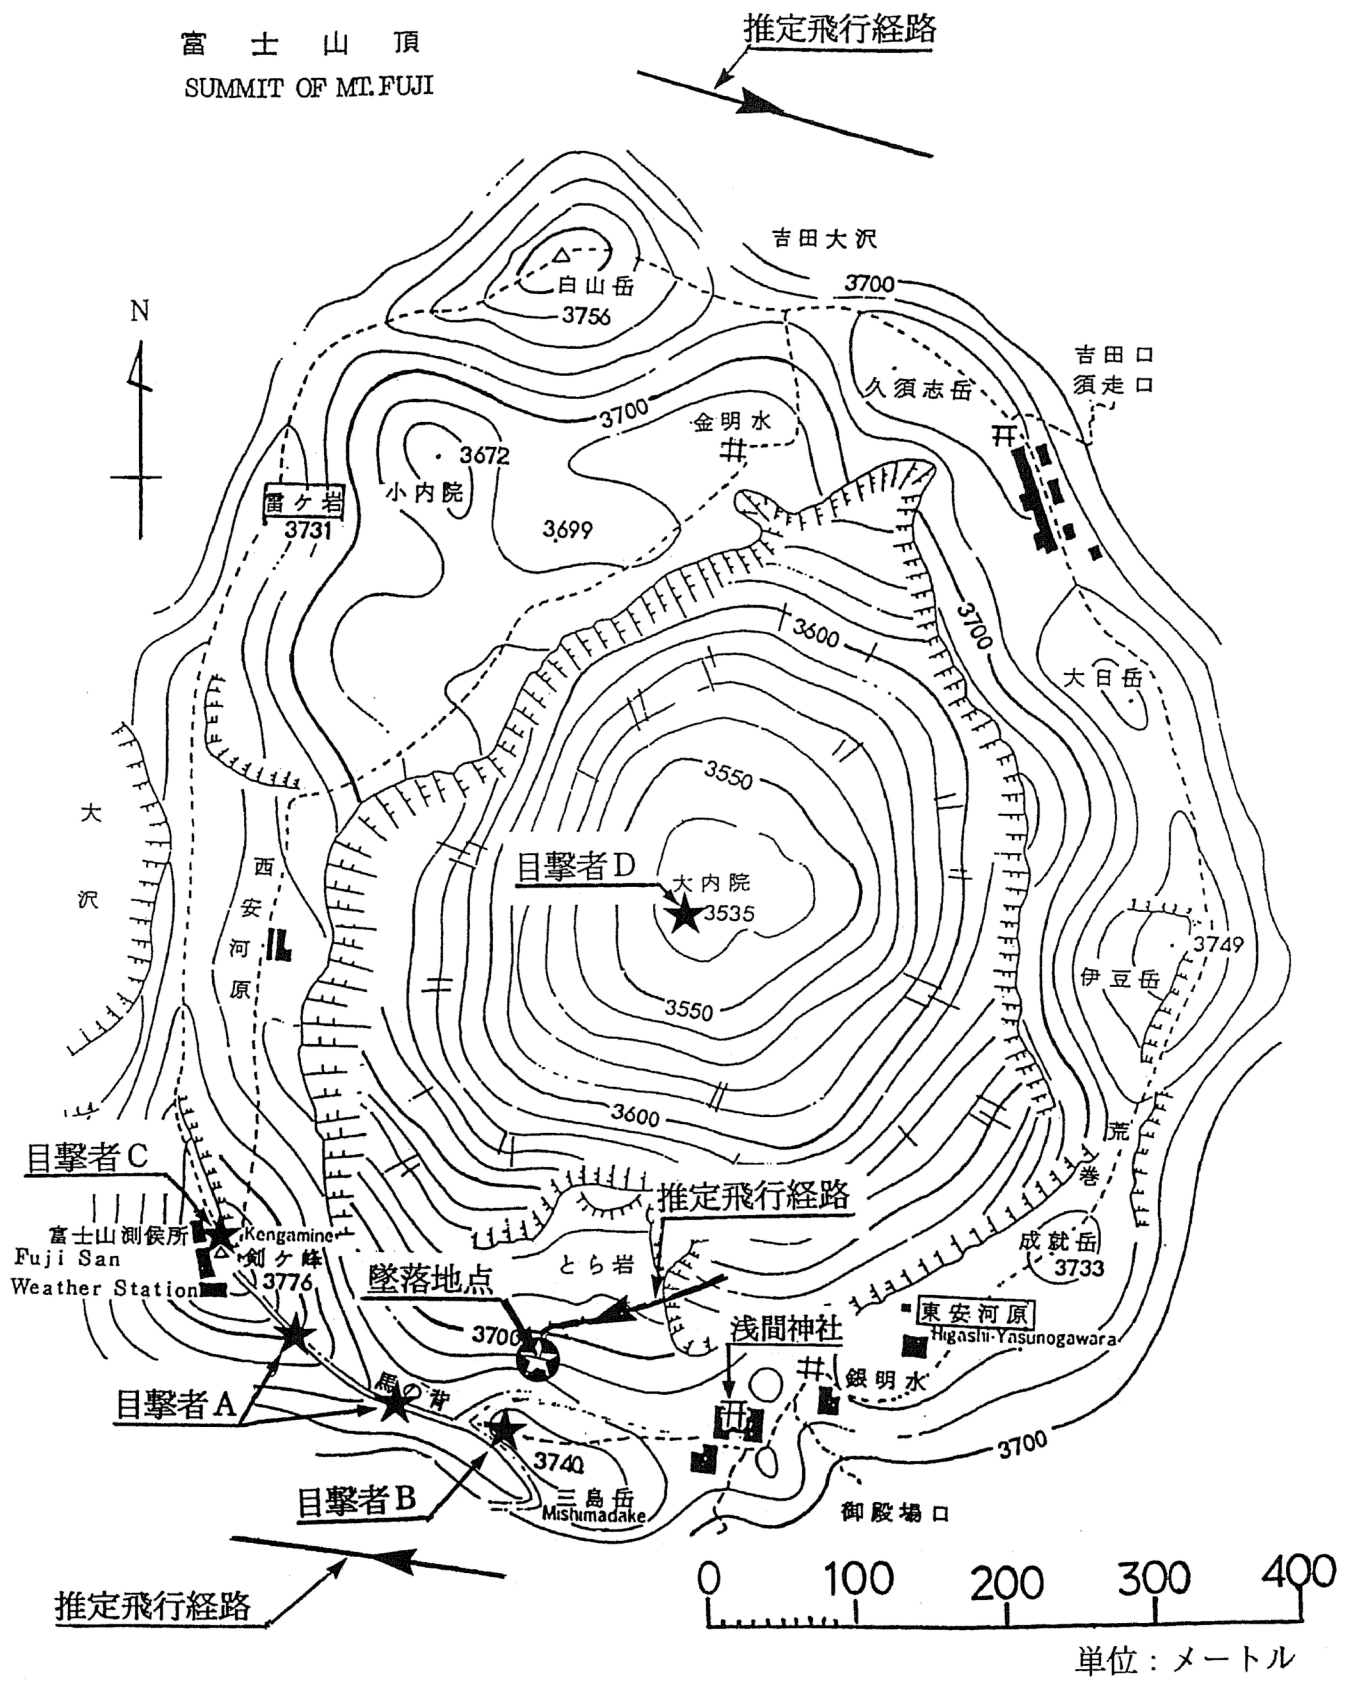 富士山頂
SUMMIT OF MT.FUJI
推定飛行経路
N
吉田大沢
3700
白山岳
3756
吉田口
須走口
久須志岳
3700
金明水
3672
小内院
雷ケ岩
3731
3699
3600
3700
大日岳
3550
大沢
目撃者D
大内院
3535
西安河原
3749
伊豆岳
3550
3600
荒巻
目撃者C
推定飛行経路
富士山測候所
Fuji San
Weather Station
Kengamine
剣ケ峰
3776
墜落地点
とら岩
成就岳
3733
3700
浅間神社
東安河原
Higashi-Yasunogawara
馬の背
銀明水
目撃者A
3740
3700
目撃者B
三島岳
Mishimadake
御殿場口
推定飛行経路
0 100 200 300 400
単位：メートル